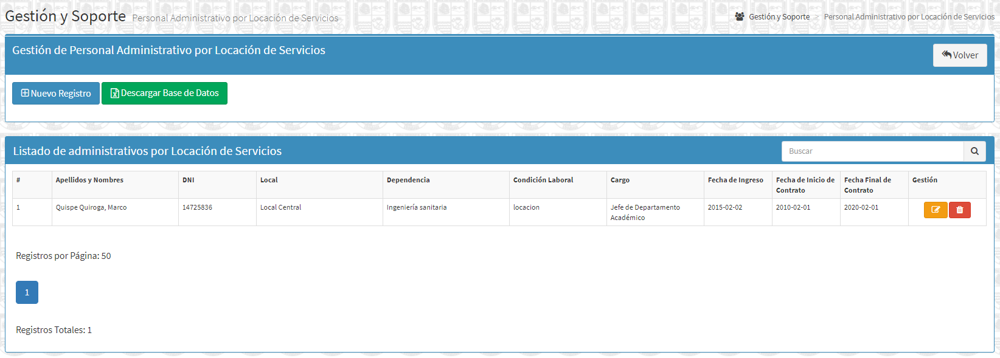 Gestión y Soporte Personal Administrativo por Locación de Servicios
Gestión y Soporte > Personal Administrativo por Locación de Servicios
Gestión de Personal Administrativo por Locación de Servicios
Volver
Nuevo Registro
Descargar Base de Datos
Listado de administrativos por Locación de Servicios
Buscar
# Apellidos y Nombres DNI Local Dependencia Condición Laboral Cargo Fecha de Ingreso Fecha de Inicio de Contrato Fecha Final de Contrato Gestión
1 Quispe Quiroga, Marco 14725836 Local Central Ingeniería sanitaria locacion Jefe de Departamento Académico 2015-02-02 2010-02-01 2020-02-01
Registros por Página: 50
1
Registros Totales: 1